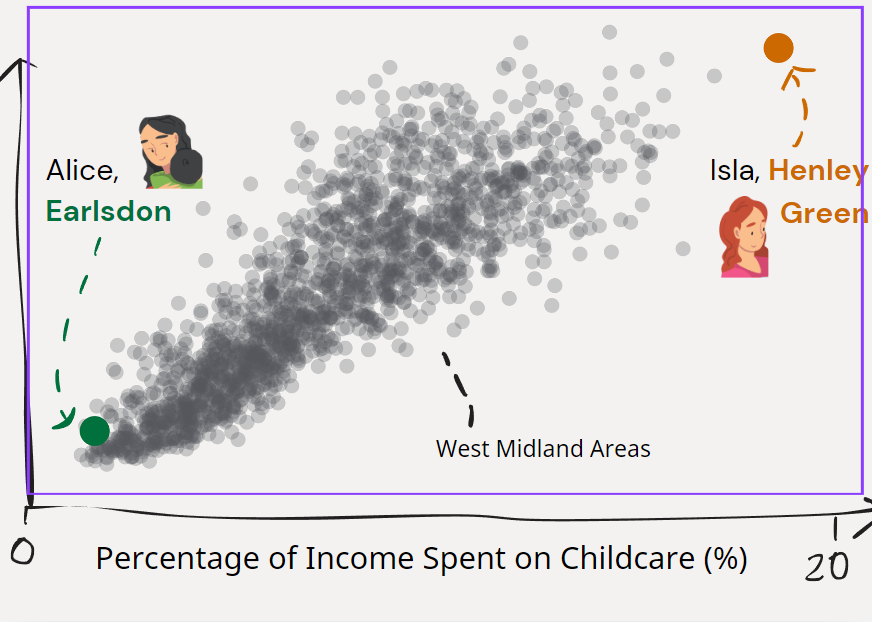 Alice,
Earlsdon
Isla, Henley
Green
West Midland Areas
0
20
Percentage of Income Spent on Childcare (%)